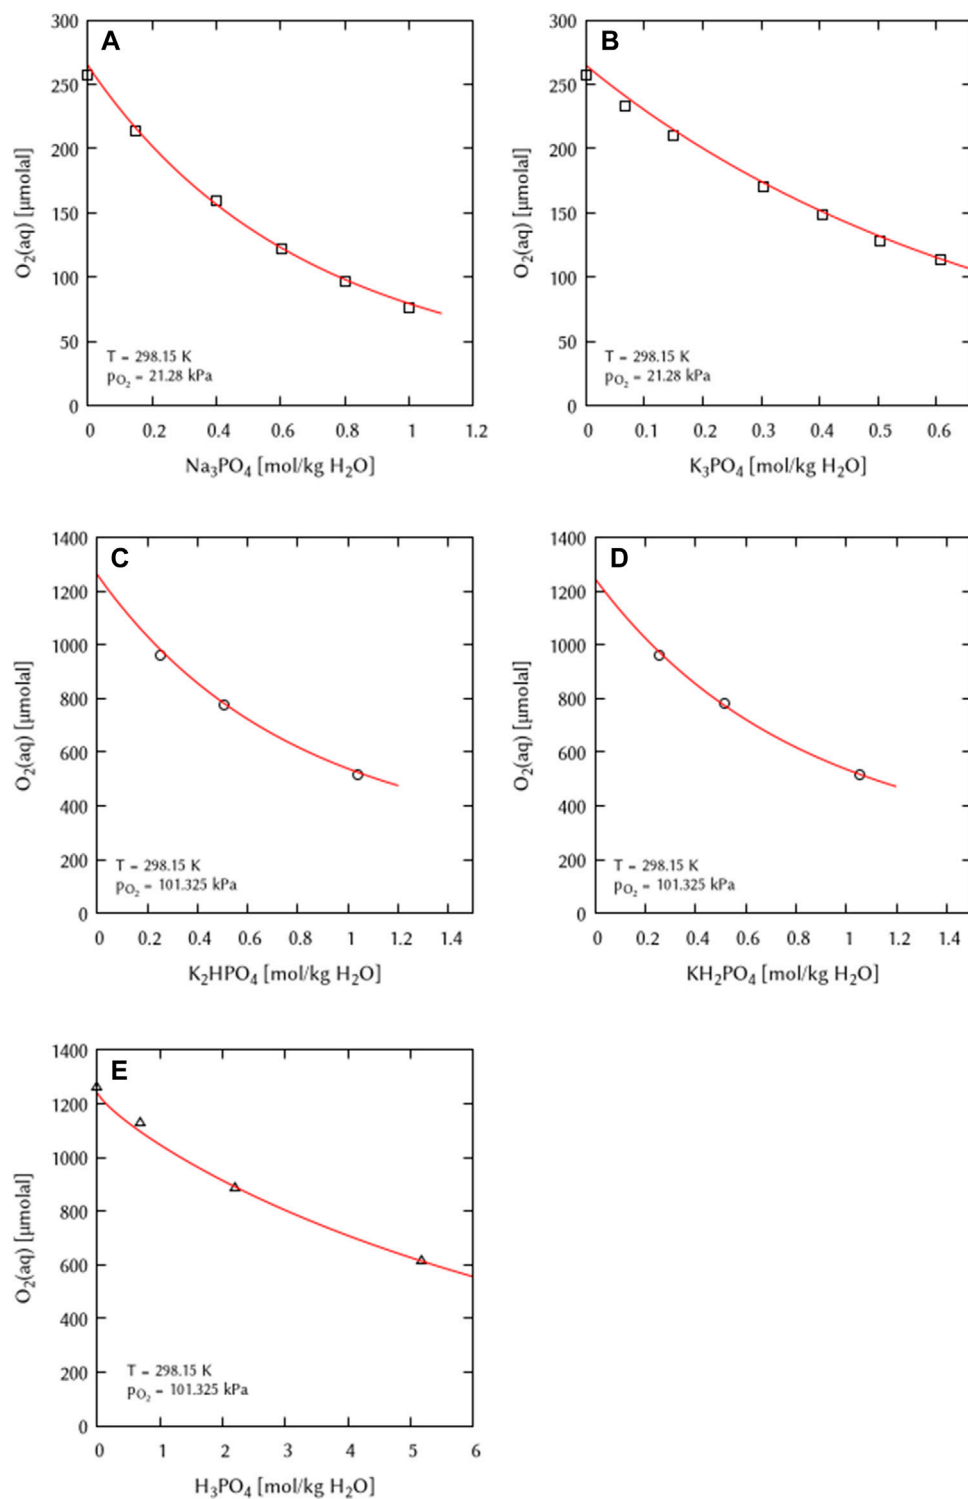 A
300
250
200
150
100
50
0
O2(aq) [µmolal]
T = 298.15 K
pO2 = 21.28 kPa
0 0.2 0.4 0.6 0.8 1 1.2
Na3PO4 [mol/kg H2O]
B
300
250
200
150
100
50
0
O2(aq) [µmolal]
T = 298.15 K
pO2 = 21.28 kPa
0 0.1 0.2 0.3 0.4 0.5 0.6
K3PO4 [mol/kg H2O]
C
1400
1200
1000
800
600
400
200
0
O2(aq) [µmolal]
T = 298.15 K
pO2 = 101.325 kPa
0 0.2 0.4 0.6 0.8 1 1.2 1.4
K2HPO4 [mol/kg H2O]
D
1400
1200
1000
800
600
400
200
0
O2(aq) [µmolal]
T = 298.15 K
pO2 = 101.325 kPa
0 0.2 0.4 0.6 0.8 1 1.2 1.4
KH2PO4 [mol/kg H2O]
E
1400
1200
1000
800
600
400
200
0
O2(aq) [µmolal]
T = 298.15 K
pO2 = 101.325 kPa
0 1 2 3 4 5 6
H3PO4 [mol/kg H2O]